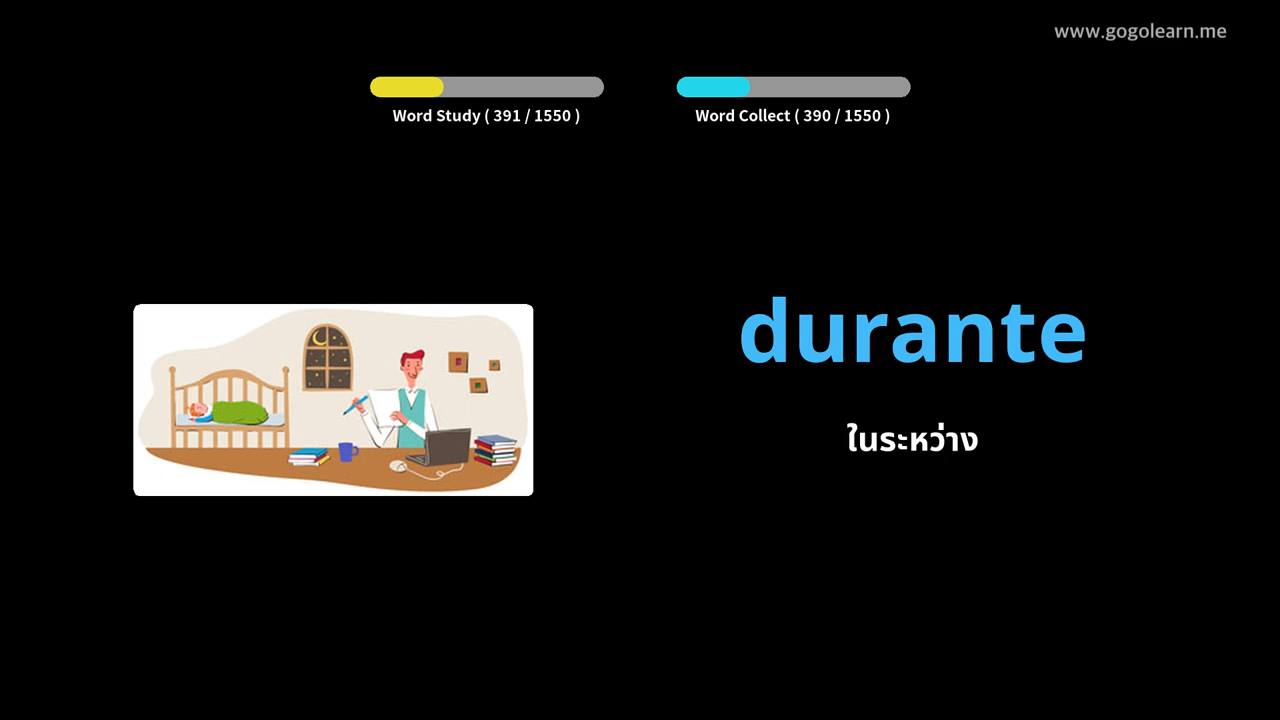 www.gogolearn.me
Word Study ( 391 / 1550 )
Word Collect ( 390 / 1550 )
durante
ในระหว่าง